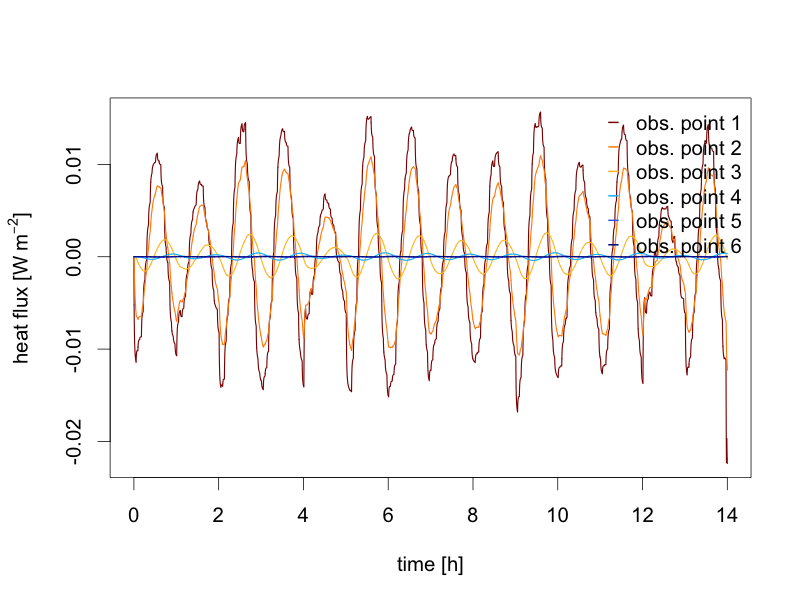 obs. point 1
obs. point 2
obs. point 3
obs. point 4
obs. point 5
obs. point 6
0.01
0.00
-0.01
-0.02
heat flux [W m⁻²]
0 2 4 6 8 10 12 14
time [h]